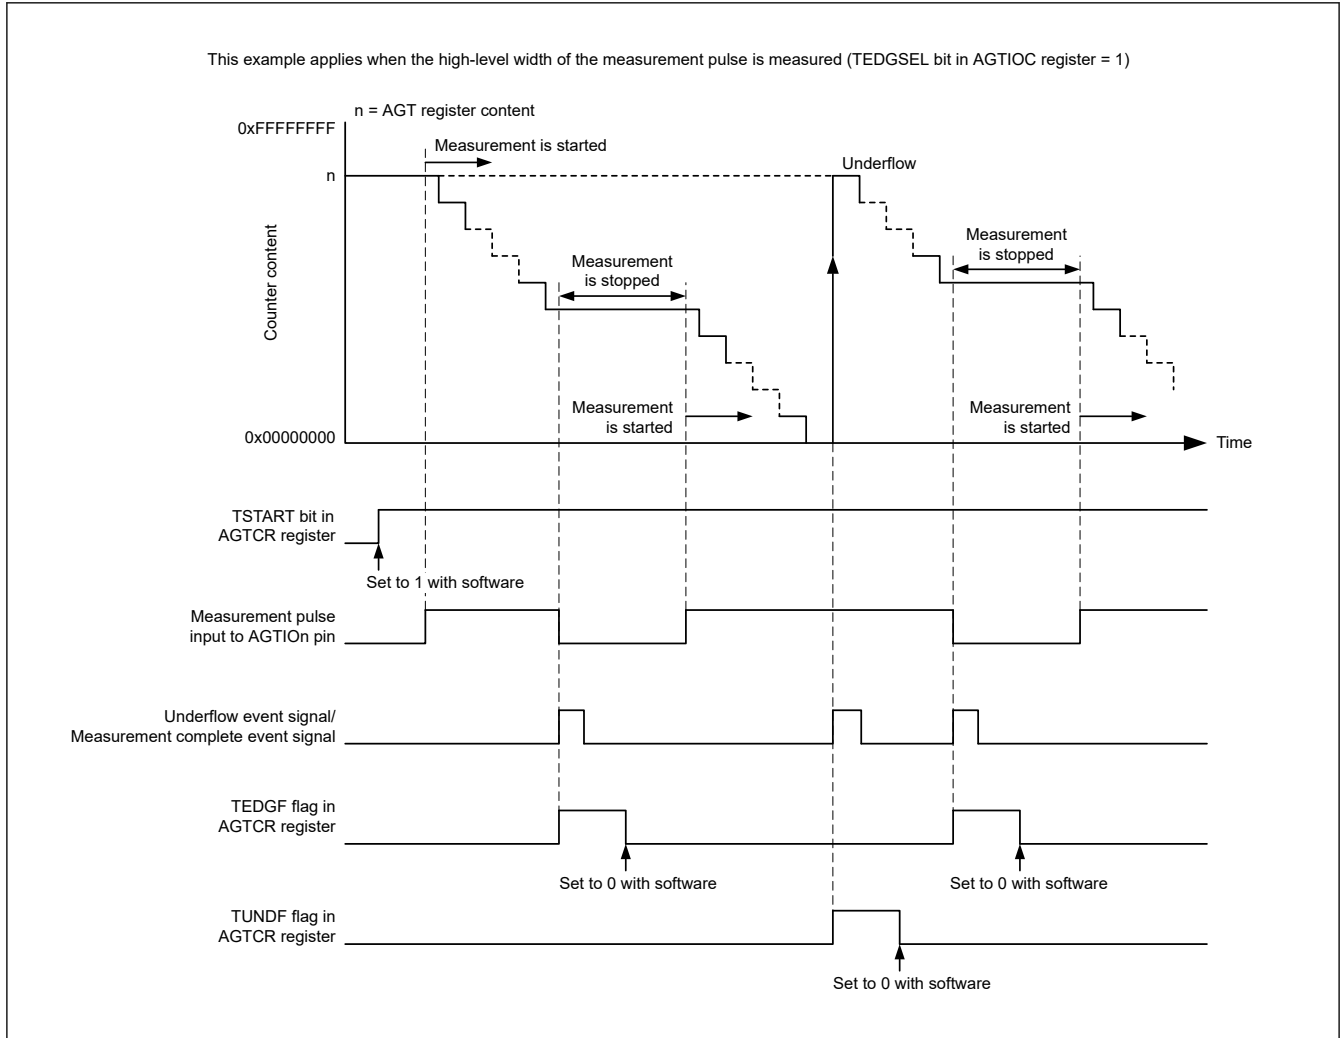 This example applies when the high-level width of the measurement pulse is measured (TEDGSEL bit in AGTIOC register = 1)
n = AGT register content
0xFFFFFFFF
Measurement is started
Underflow
n
Counter content
Measurement
is stopped
Measurement
is stopped
Measurement
is started
Measurement
is started
0x00000000
Time
TSTART bit in
AGTCR register
Set to 1 with software
Measurement pulse
input to AGTIOn pin
Underflow event signal/
Measurement complete event signal
TEDGF flag in
AGTCR register
Set to 0 with software
Set to 0 with software
TUNDF flag in
AGTCR register
Set to 0 with software